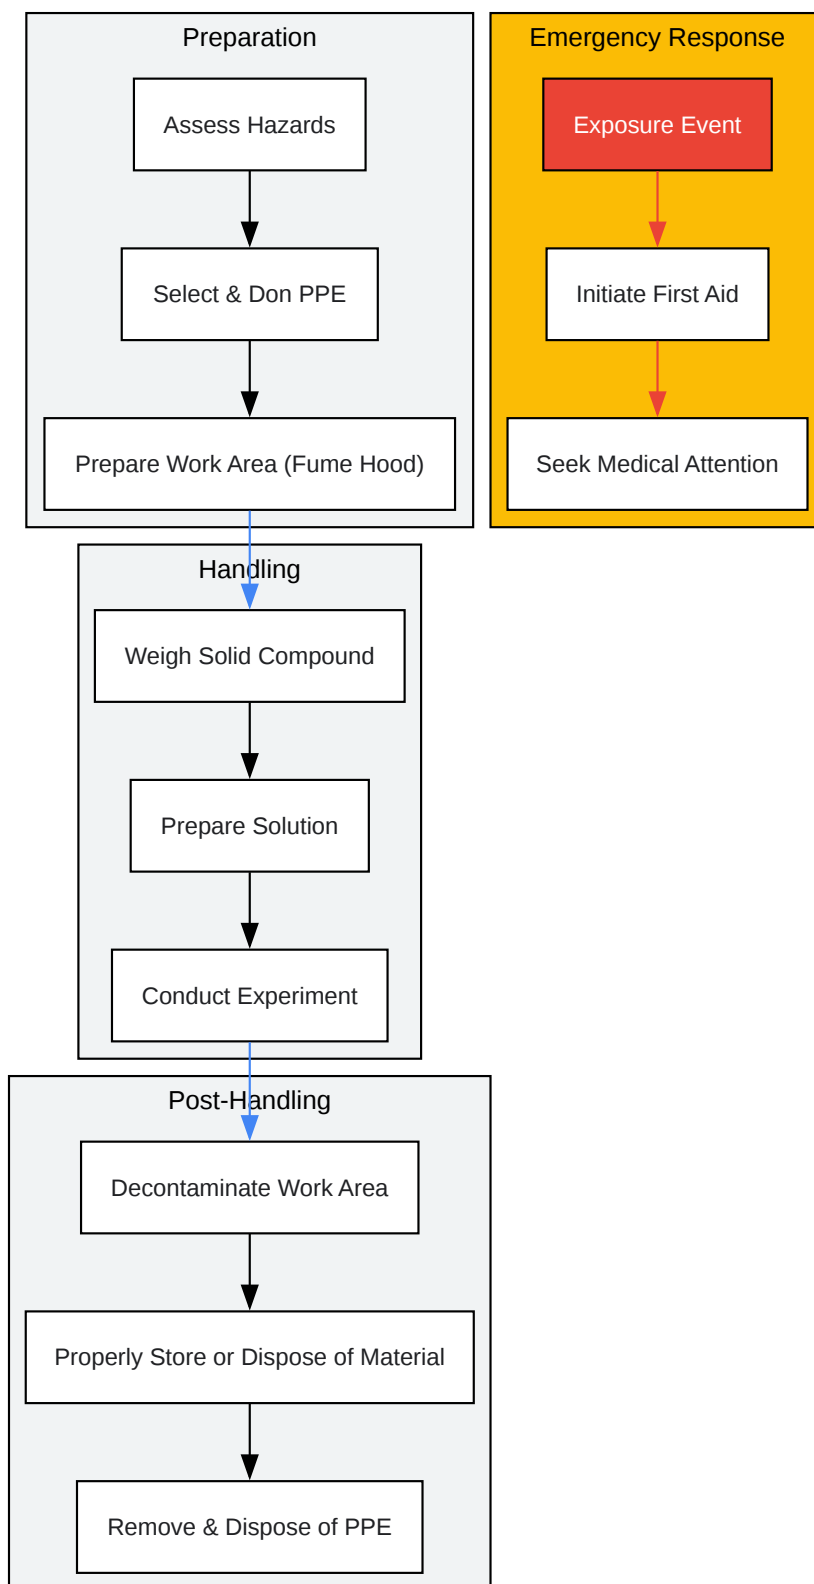 Preparation
Assess Hazards
Select & Don PPE
Prepare Work Area (Fume Hood)
Emergency Response
Exposure Event
Initiate First Aid
Seek Medical Attention
Handling
Weigh Solid Compound
Prepare Solution
Conduct Experiment
Post-Handling
Decontaminate Work Area
Properly Store or Dispose of Material
Remove & Dispose of PPE